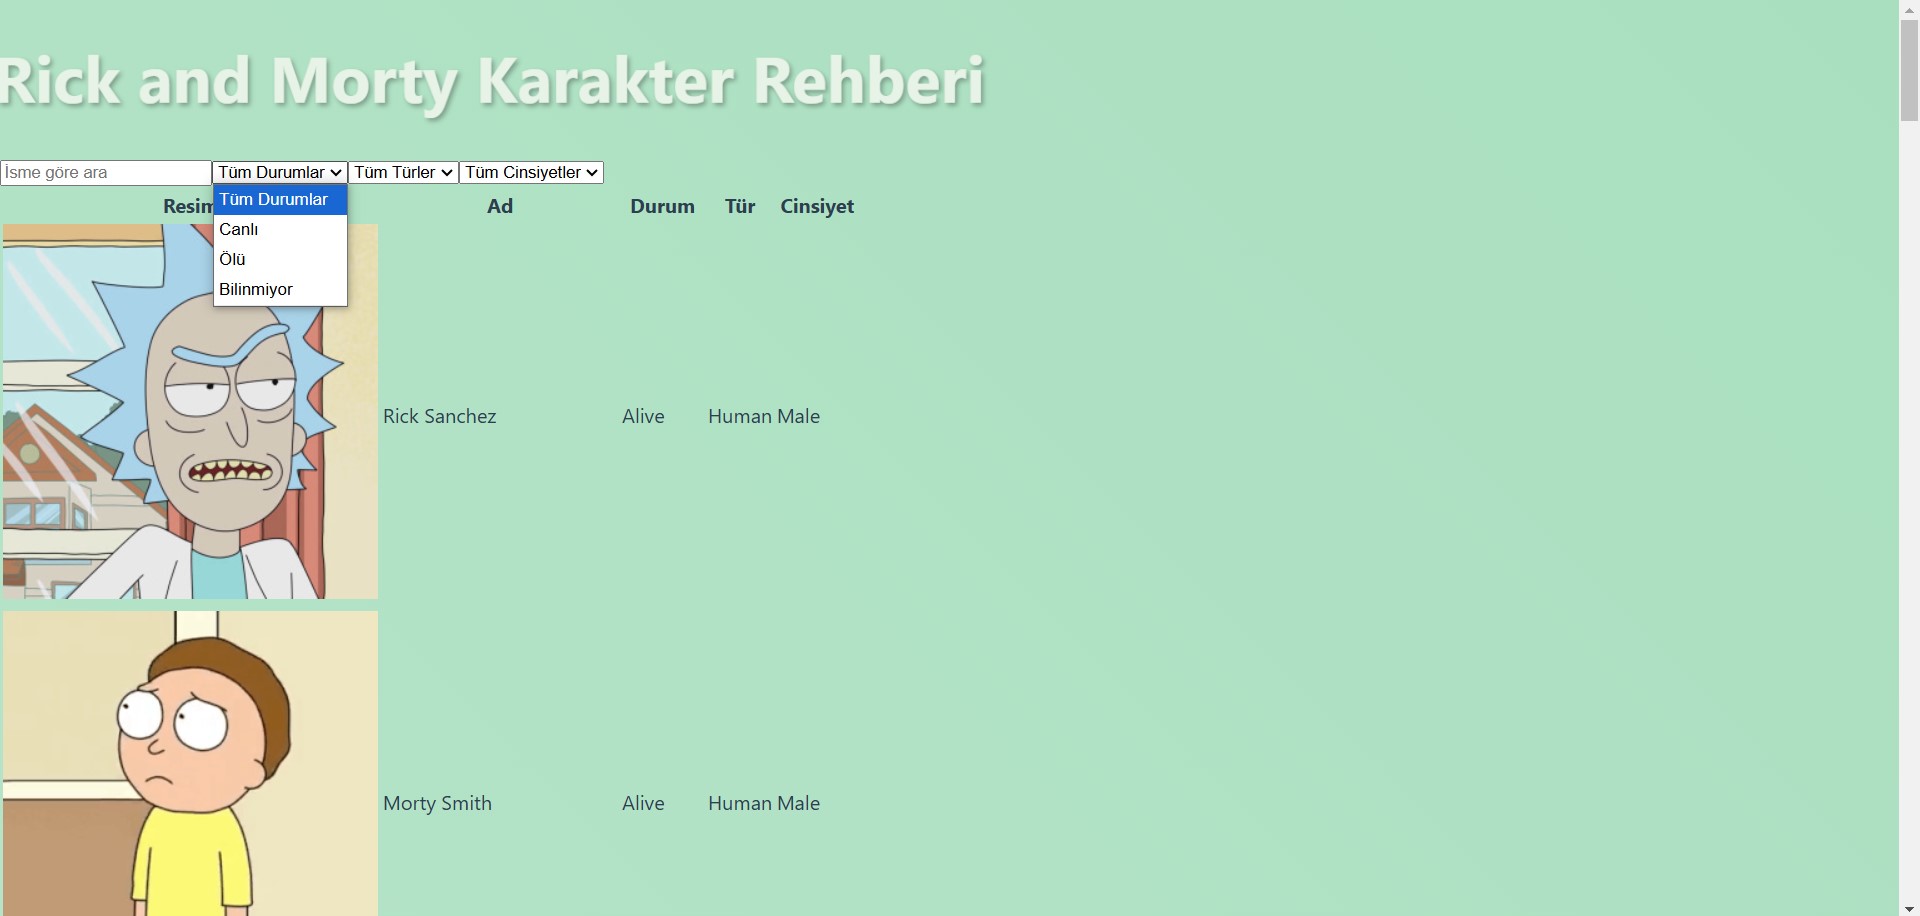 Rick and Morty Karakter Rehberi
İsme göre ara Tüm Durumlar Tüm Türler Tüm Cinsiyetler
Tüm Durumlar
Canlı
Ölü
Bilinmiyor
Resim Ad Durum Tür Cinsiyet
Rick Sanchez Alive Human Male
Morty Smith Alive Human Male